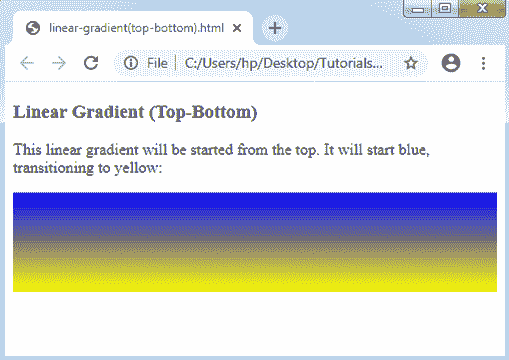 linear-gradient(top-bottom).html
File | C:/Users/hp/Desktop/Tutorials...
Linear Gradient (Top-Bottom)
This linear gradient will be started from the top. It will start blue,
transitioning to yellow: